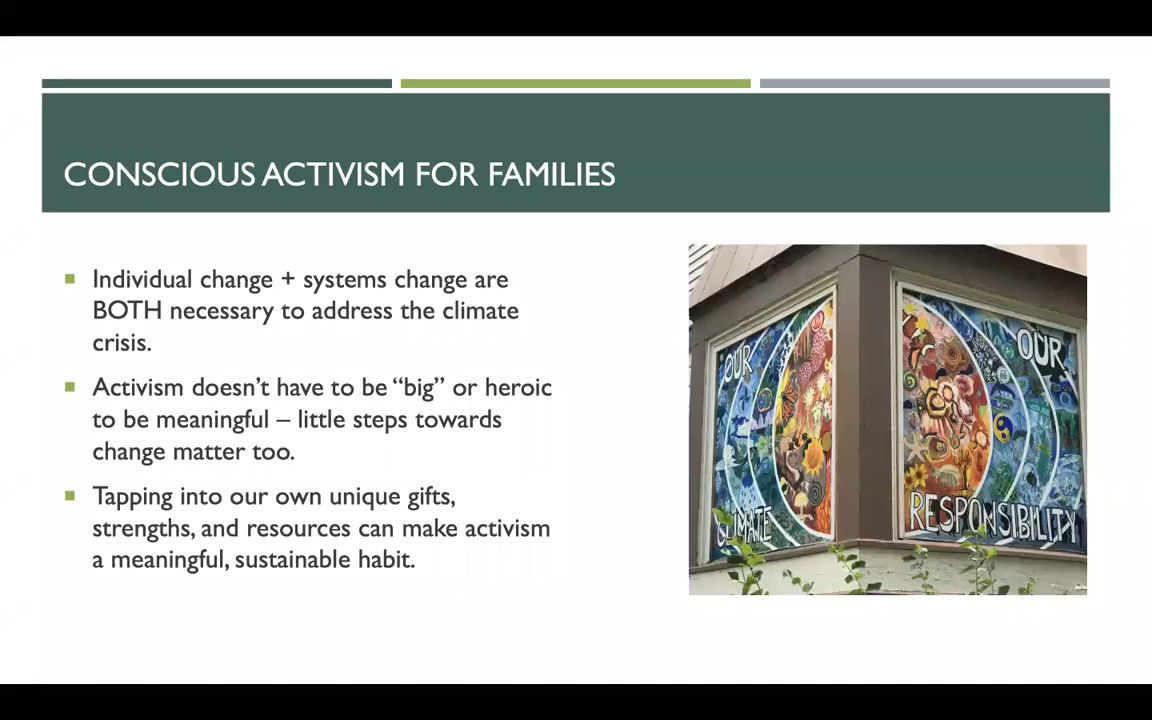 CONSCIOUS ACTIVISM FOR FAMILIES
Individual change + systems change are
BOTH necessary to address the climate
crisis.
Activism doesn’t have to be “big” or heroic
to be meaningful – little steps towards
change matter too.
Tapping into our own unique gifts,
strengths, and resources can make activism
a meaningful, sustainable habit.
OUR
CLIMATE
OUR
RESPONSIBILITY